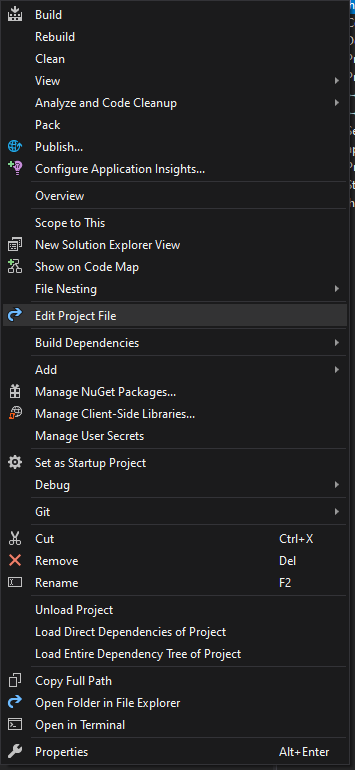 Build
Rebuild
Clean
View
Analyze and Code Cleanup
Pack
Publish...
Configure Application Insights...
Overview
Scope to This
New Solution Explorer View
Show on Code Map
File Nesting
Edit Project File
Build Dependencies
Add
Manage NuGet Packages...
Manage Client-Side Libraries...
Manage User Secrets
Set as Startup Project
Debug
Git
Cut Ctrl+X
Remove Del
Rename F2
Unload Project
Load Direct Dependencies of Project
Load Entire Dependency Tree of Project
Copy Full Path
Open Folder in File Explorer
Open in Terminal
Properties Alt+Enter